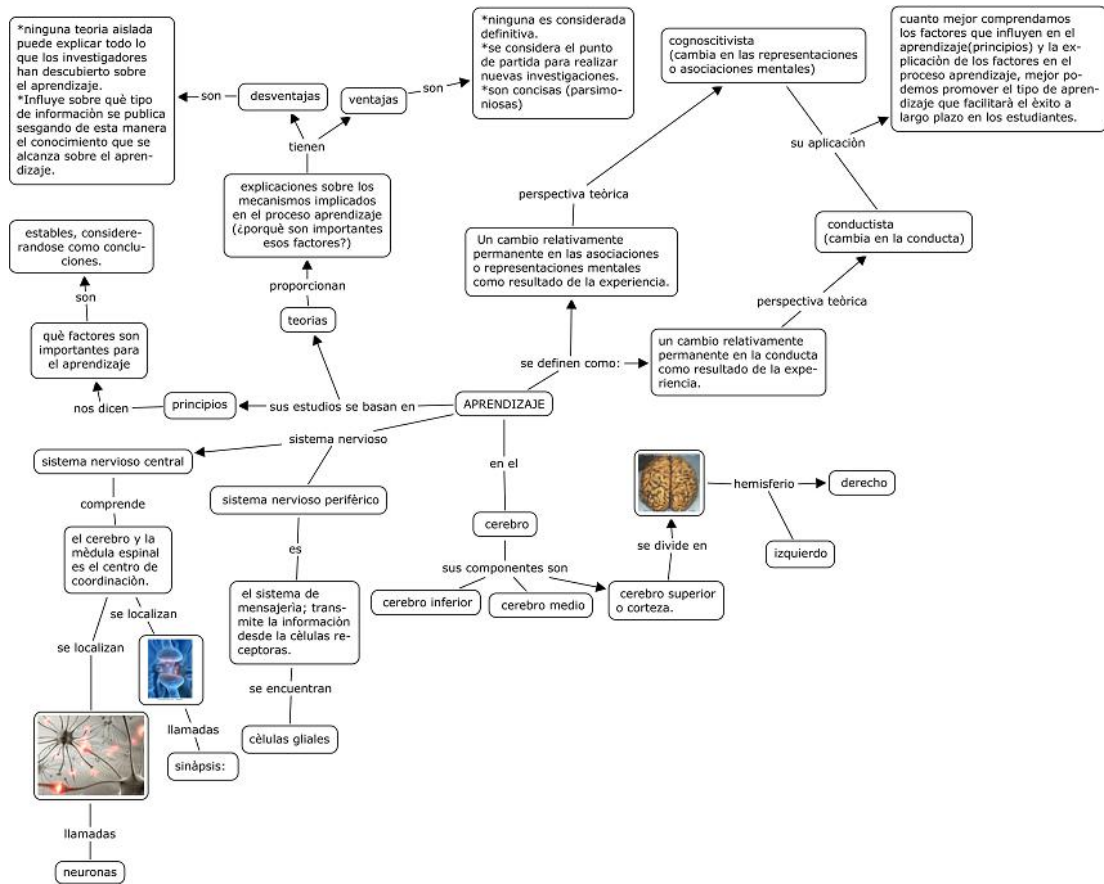 *ninguna teoria aislada
puede explicar todo lo
que los investigadores
han descubierto sobre
el aprendizaje.
*Influye sobre què tipo
de informaciòn se publica
sesgando de esta manera
el conocimiento que se
alcanza sobre el apren-
dizaje.
son
desventajas
ventajas
son
*ninguna es considerada
definitiva.
*se considera el punto
de partida para realizar
nuevas investigaciones.
*son concisas (parsimo-
niosas)
cognoscitivista
(cambia en las representaciones
o asociaciones mentales)
cuanto mejor comprendamos
los factores que influyen en el
aprendizaje(principios) y la ex-
plicaciòn de los factores en el
proceso aprendizaje, mejor po-
demos promover el tipo de apren-
dizaje que facilitarà el èxito a
largo plazo en los estudiantes.
tienen
su aplicaciòn
explicaciones sobre los
mecanismos implicados
en el proceso aprendizaje
(¿porquè son importantes
esos factores?)
perspectiva teòrica
estables, considere-
randose como conclu-
ciones.
Un cambio relativamente
permanente en las asociaciones
o representaciones mentales
como resultado de la experiencia.
conductista
(cambia en la conducta)
son
proporcionan
perspectiva teòrica
teorias
què factores son
importantes para
el aprendizaje
se definen como:
un cambio relativamente
permanente en la conducta
como resultado de la expe-
riencia.
nos dicen
principios
sus estudios se basan en
APRENDIZAJE
sistema nervioso
sistema nervioso central
en el
comprende
sistema nervioso perifèrico
hemisferio
derecho
cerebro
izquierdo
el cerebro y la
mèdula espinal
es el centro de
coordinaciòn.
es
se divide en
sus componentes son
cerebro inferior
cerebro medio
cerebro superior
o corteza.
se localizan
se localizan
el sistema de
mensajerìa; trans-
mite la informaciòn
desde la cèlulas re-
ceptoras.
se encuentran
llamadas
cèlulas gliales
sinàpsis:
llamadas
neuronas